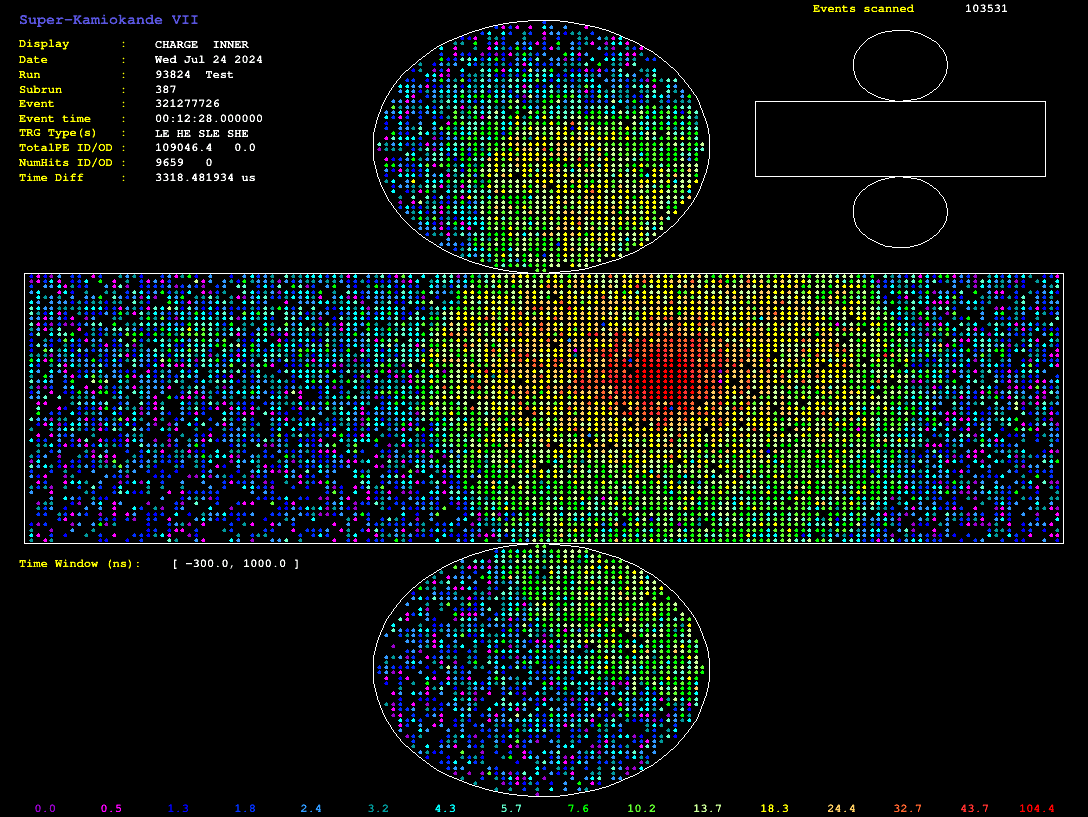 Super-Kamiokande VII
Events scanned 103531
Display : CHARGE INNER
Date : Wed Jul 24 2024
Run : 93824 Test
Subrun : 387
Event : 321277726
Event time : 00:12:28.000000
TRG Type(s) : LE HE SLE SHE
TotalPE ID/OD : 109046.4 0.0
NumHits ID/OD : 9659 0
Time Diff : 3318.481934 us
Time Window (ns): [ -300.0, 1000.0 ]
0.0 0.5 1.3 1.8 2.4 3.2 4.3 5.7 7.6 10.2 13.7 18.3 24.4 32.7 43.7 104.4